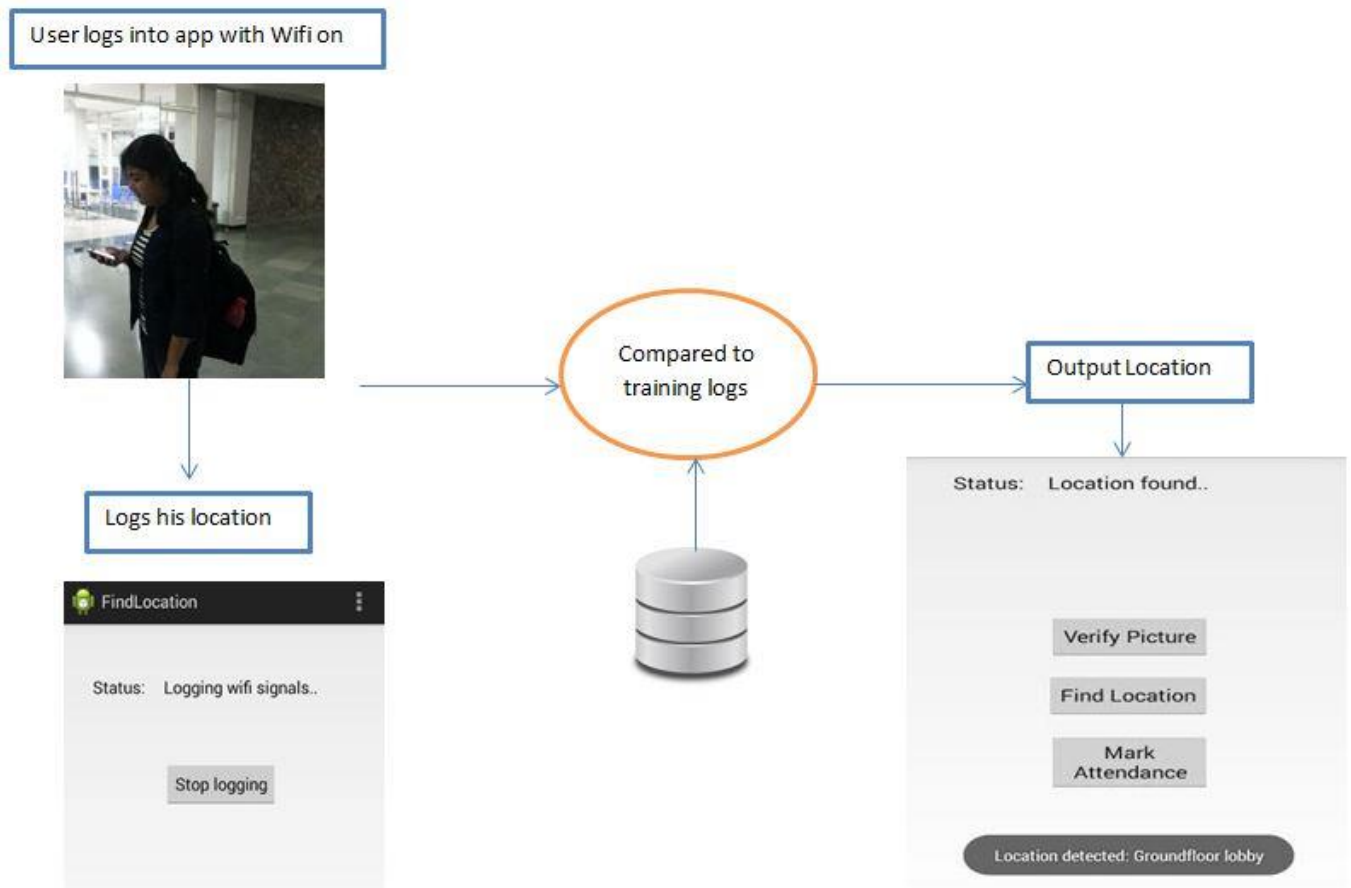 User logs into app with Wifi on
Logs his location
FindLocation
Status: Logging wifi signals..
Stop logging
Compared to
training logs
Output Location
Status: Location found..
Verify Picture
Find Location
Mark
Attendance
Location detected: Groundfloor lobby